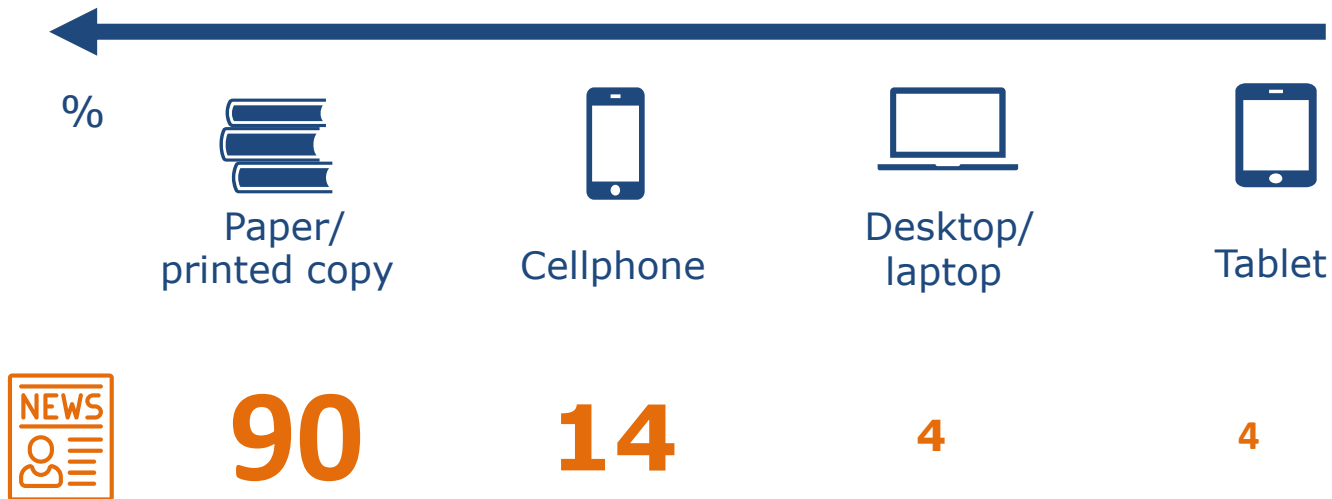 %
Paper/
printed copy
Cellphone
Desktop/
laptop
Tablet
NEWS
90
14
4
4